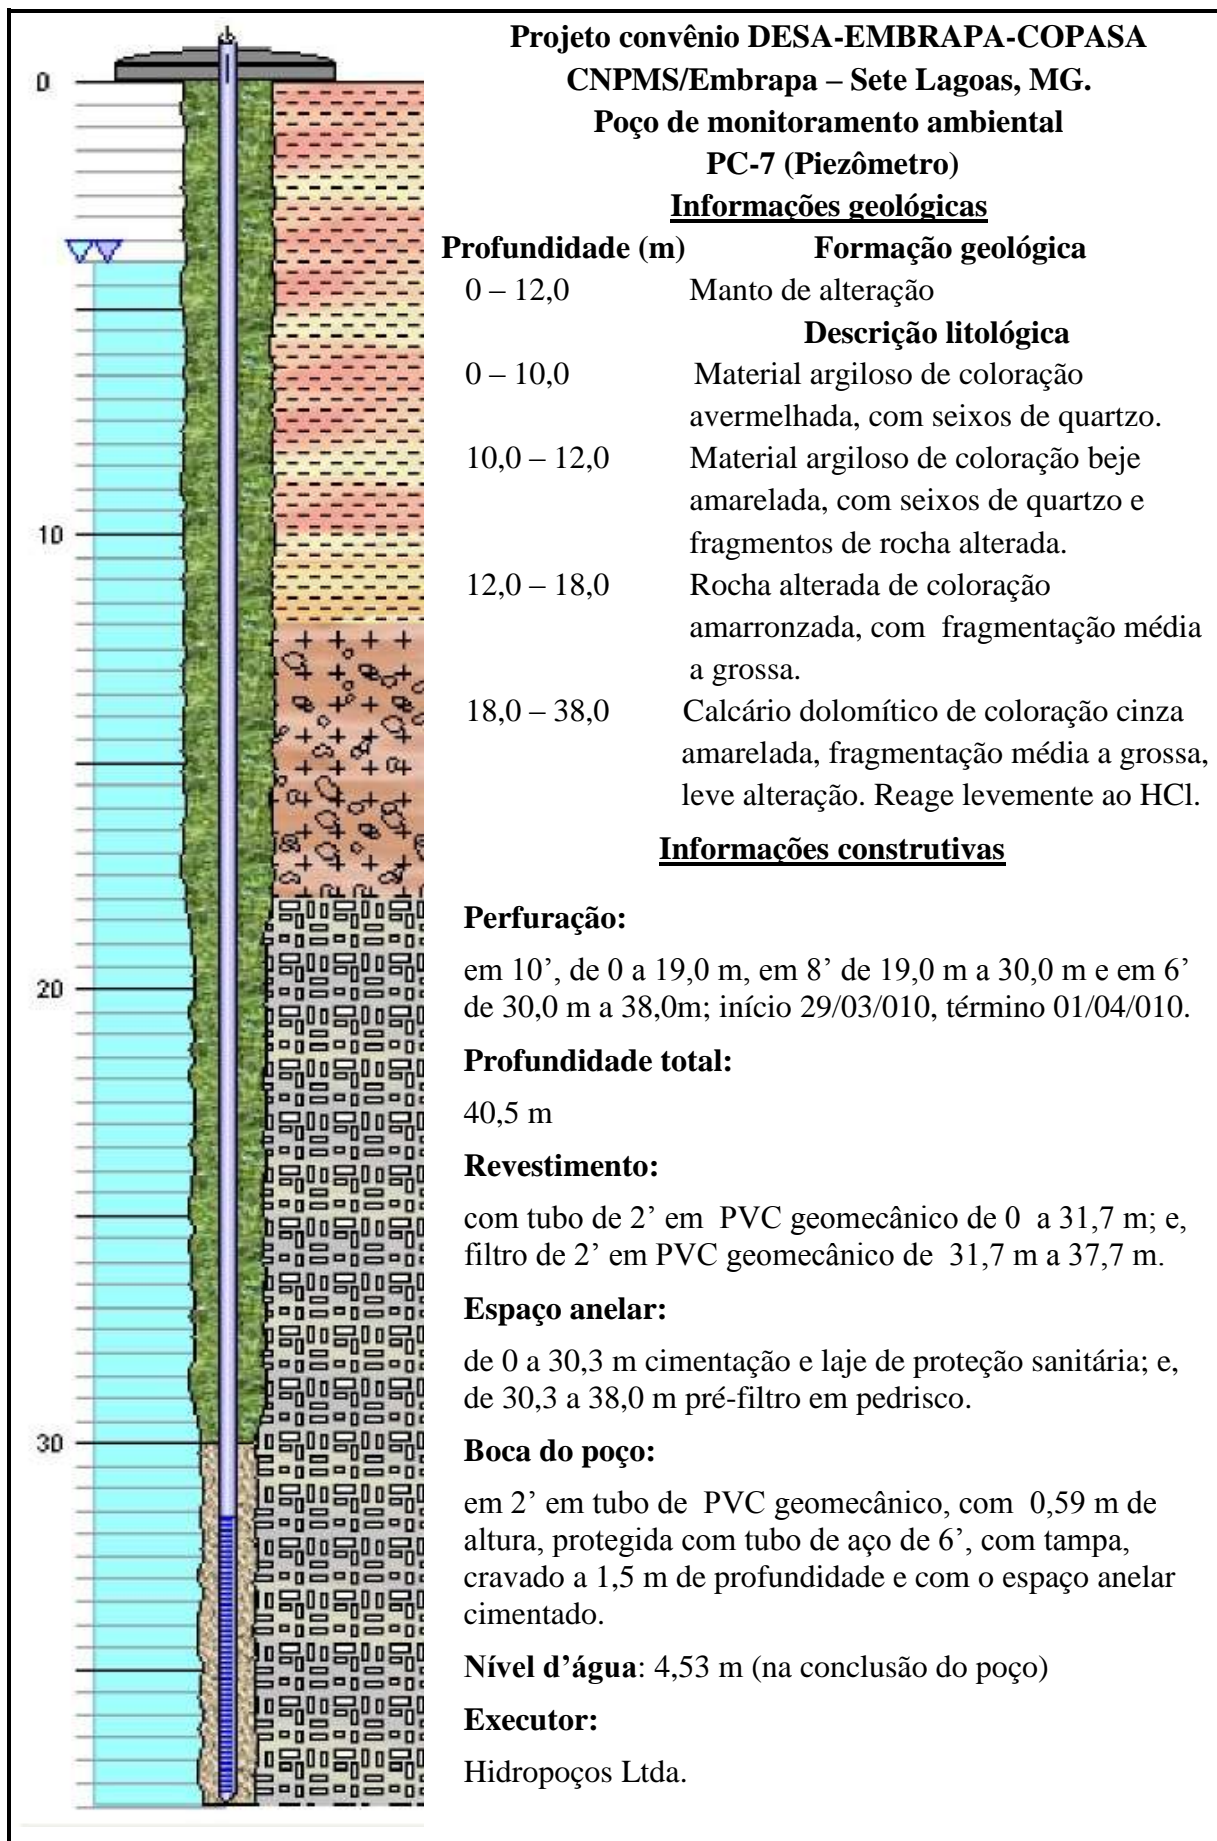 Projeto convênio DESA-EMBRAPA-COPASA
CNPMS/Embrapa – Sete Lagoas, MG.
Poço de monitoramento ambiental
PC-7 (Piezômetro)
Informações geológicas
Profundidade (m) Formação geológica
0 – 12,0 Manto de alteração
Descrição litológica
0 – 10,0 Material argiloso de coloração
avermelhada, com seixos de quartzo.
10,0 – 12,0 Material argiloso de coloração beje
amarelada, com seixos de quartzo e
fragmentos de rocha alterada.
12,0 – 18,0 Rocha alterada de coloração
amarronzada, com fragmentação média
a grossa.
18,0 – 38,0 Calcário dolomítico de coloração cinza
amarelada, fragmentação média a grossa,
leve alteração. Reage levemente ao HCl.
Informações construtivas
Perfuração:
em 10’, de 0 a 19,0 m, em 8’ de 19,0 m a 30,0 m e em 6’
de 30,0 m a 38,0m; início 29/03/010, término 01/04/010.
Profundidade total:
40,5 m
Revestimento:
com tubo de 2’ em PVC geomecânico de 0 a 31,7 m; e,
filtro de 2’ em PVC geomecânico de 31,7 m a 37,7 m.
Espaço anelar:
de 0 a 30,3 m cimentação e laje de proteção sanitária; e,
de 30,3 a 38,0 m pré-filtro em pedrisco.
Boca do poço:
em 2’ em tubo de PVC geomecânico, com 0,59 m de
altura, protegida com tubo de aço de 6’, com tampa,
cravado a 1,5 m de profundidade e com o espaço anelar
cimentado.
Nível d’água: 4,53 m (na conclusão do poço)
Executor:
Hidropoços Ltda.
0
10
20
30